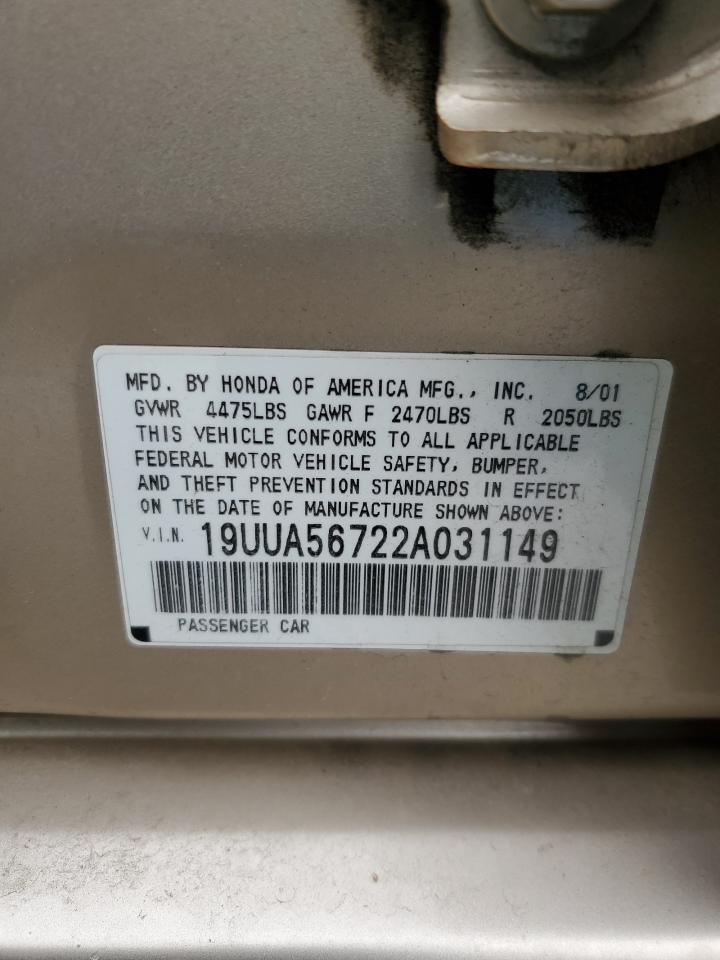 MFD. BY HONDA OF AMERICA MFG., INC. 8/01
GVWR 4475LBS GAWR F 2470LBS R 2050LBS
THIS VEHICLE CONFORMS TO ALL APPLICABLE
FEDERAL MOTOR VEHICLE SAFETY, BUMPER,
AND THEFT PREVENTION STANDARDS IN EFFECT
ON THE DATE OF MANUFACTURE SHOWN ABOVE:
V.I.N. 19UUA56722A031149
PASSENGER CAR